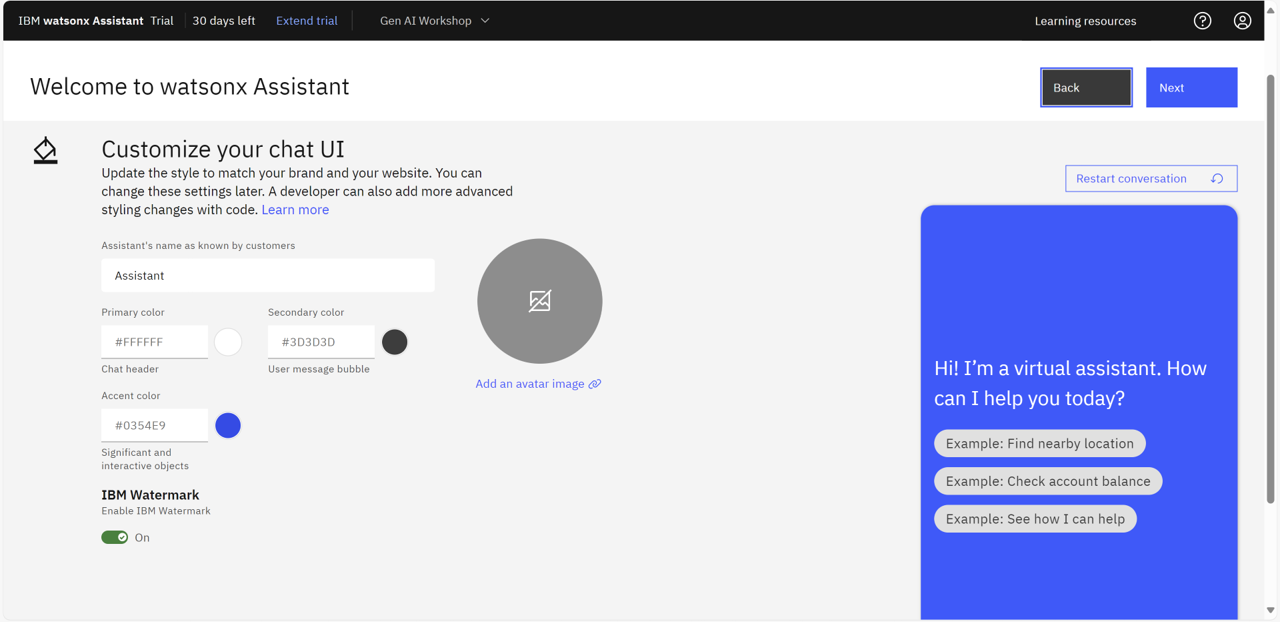 IBM watsonx Assistant Trial 30 days left Extend trial Gen AI Workshop Learning resources
Welcome to watsonx Assistant
Back
Next
Customize your chat UI
Update the style to match your brand and your website. You can
change these settings later. A developer can also add more advanced
styling changes with code. Learn more
Restart conversation
Assistant's name as known by customers
Assistant
Primary color
Secondary color
#FFFFFF
#3D3D3D
Chat header
User message bubble
Add an avatar image
Accent color
#0354E9
Significant and
interactive objects
IBM Watermark
Enable IBM Watermark
On
Hi! I'm a virtual assistant. How
can I help you today?
Example: Find nearby location
Example: Check account balance
Example: See how I can help